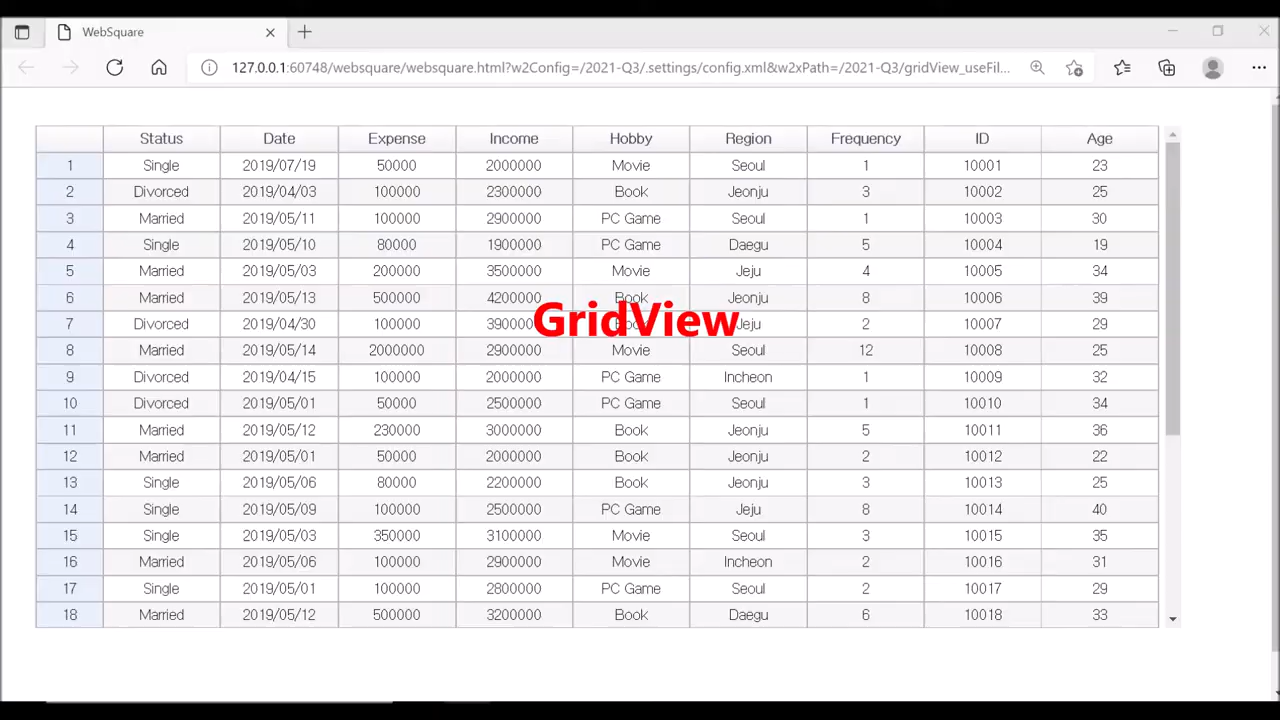 WebSquare
127.0.0.1:60748/websquare/websquare.html?w2Config=/2021-Q3/.settings/config.xml&w2xPath=/2021-Q3/gridView_useFil...
Status Date Expense Income Hobby Region Frequency ID Age
1 Single 2019/07/19 50000 2000000 Movie Seoul 1 10001 23
2 Divorced 2019/04/03 100000 2300000 Book Jeonju 3 10002 25
3 Married 2019/05/11 100000 2900000 PC Game Seoul 1 10003 30
4 Single 2019/05/10 80000 1900000 PC Game Daegu 5 10004 19
5 Married 2019/05/03 200000 3500000 Movie Jeju 4 10005 34
6 Married 2019/05/13 500000 4200000 Book Jeonju 8 10006 39
GridView
7 Divorced 2019/04/30 100000 Jeju 2 10007 29
8 Married 2019/05/14 2000000 2900000 Movie Seoul 12 10008 25
9 Divorced 2019/04/15 100000 2000000 PC Game Incheon 1 10009 32
10 Divorced 2019/05/01 50000 2500000 PC Game Seoul 1 10010 34
11 Married 2019/05/12 230000 3000000 Book Jeonju 5 10011 36
12 Married 2019/05/01 50000 2000000 Book Jeonju 2 10012 22
13 Single 2019/05/06 80000 2200000 Book Jeonju 3 10013 25
14 Single 2019/05/09 100000 2500000 PC Game Jeju 8 10014 40
15 Single 2019/05/03 350000 3100000 Movie Seoul 3 10015 35
16 Married 2019/05/06 100000 2900000 Movie Incheon 2 10016 31
17 Single 2019/05/01 100000 2800000 PC Game Seoul 2 10017 29
18 Married 2019/05/12 500000 3200000 Book Daegu 6 10018 33